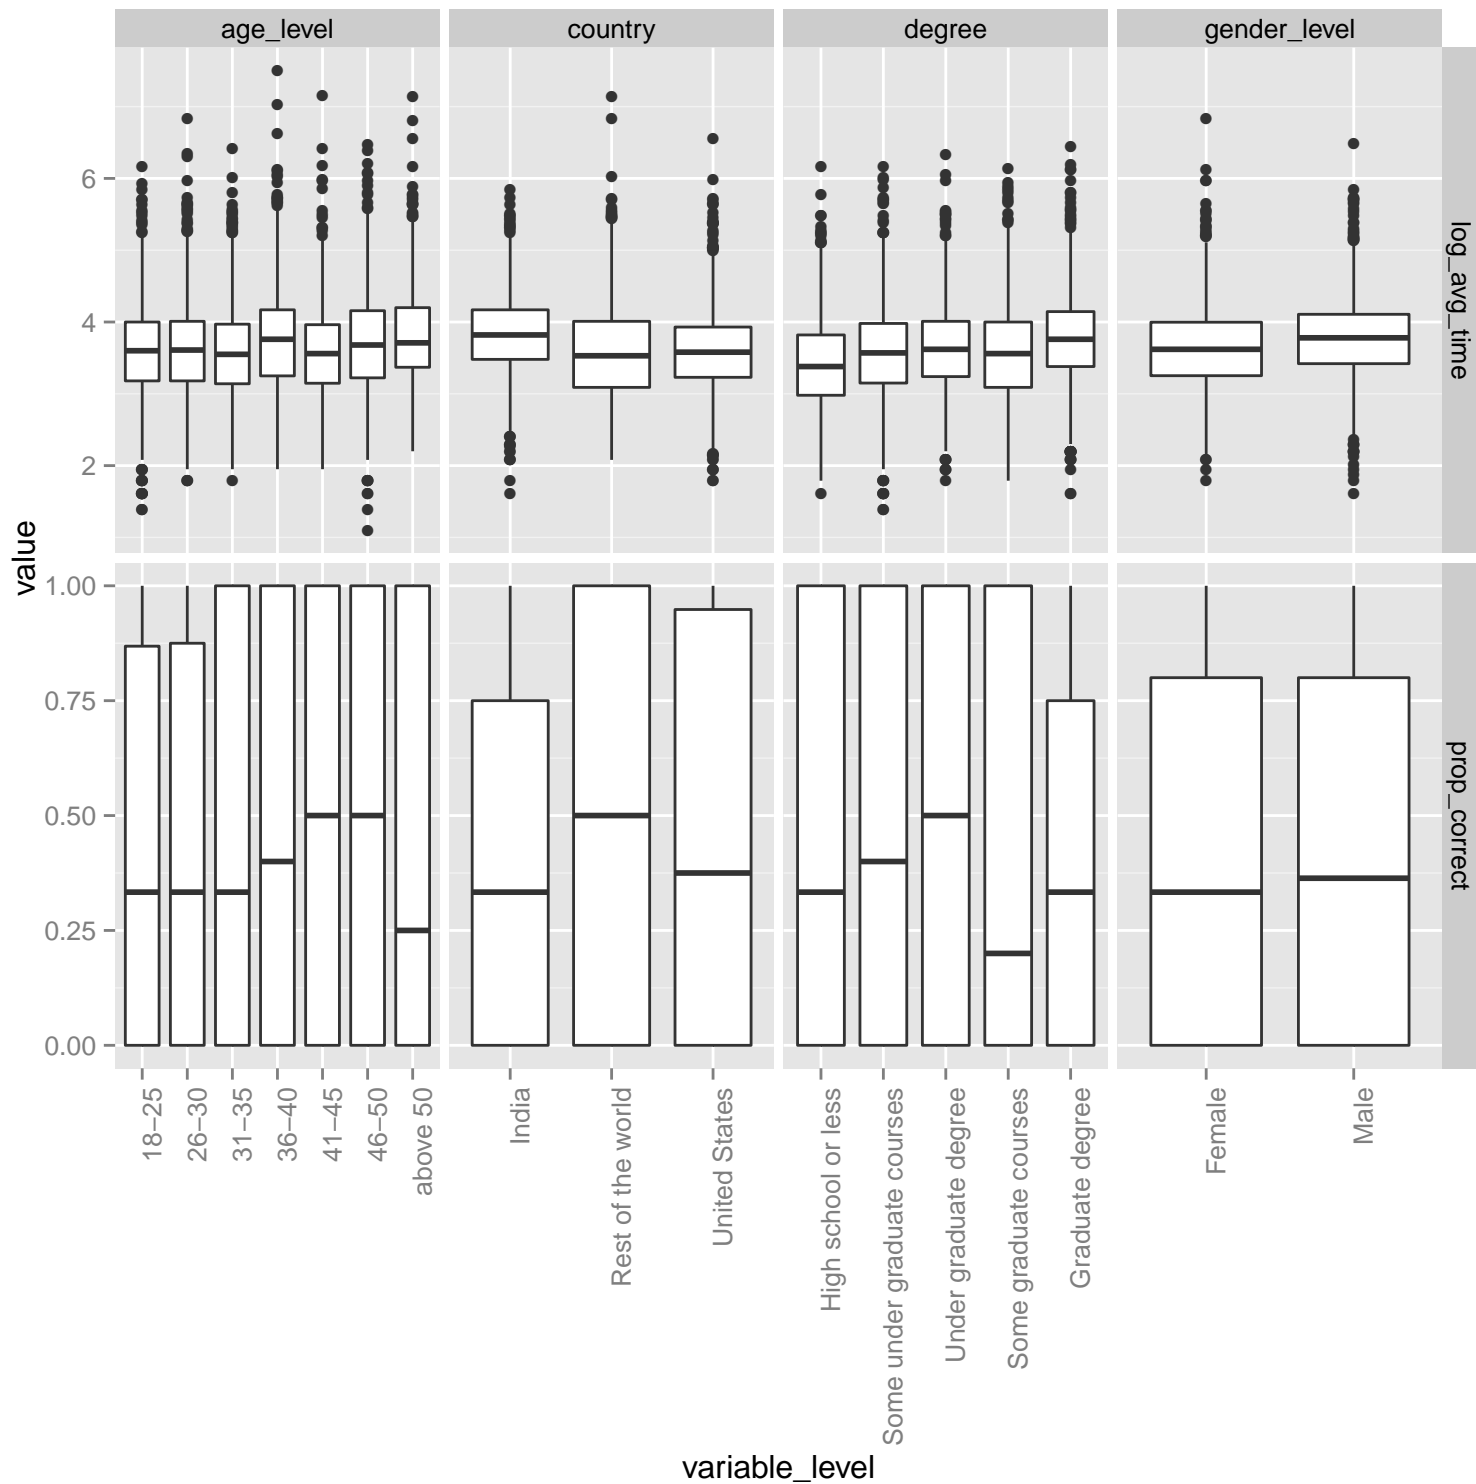 age_level
country
degree
gender_level
log_avg_time
prop_correct
value
6
4
2
1.00
0.75
0.50
0.25
0.00
18–25
26–30
31–35
36–40
41–45
46–50
above 50
India
Rest of the world
United States
High school or less
Some under graduate courses
Under graduate degree
Some graduate courses
Graduate degree
Female
Male
variable_level